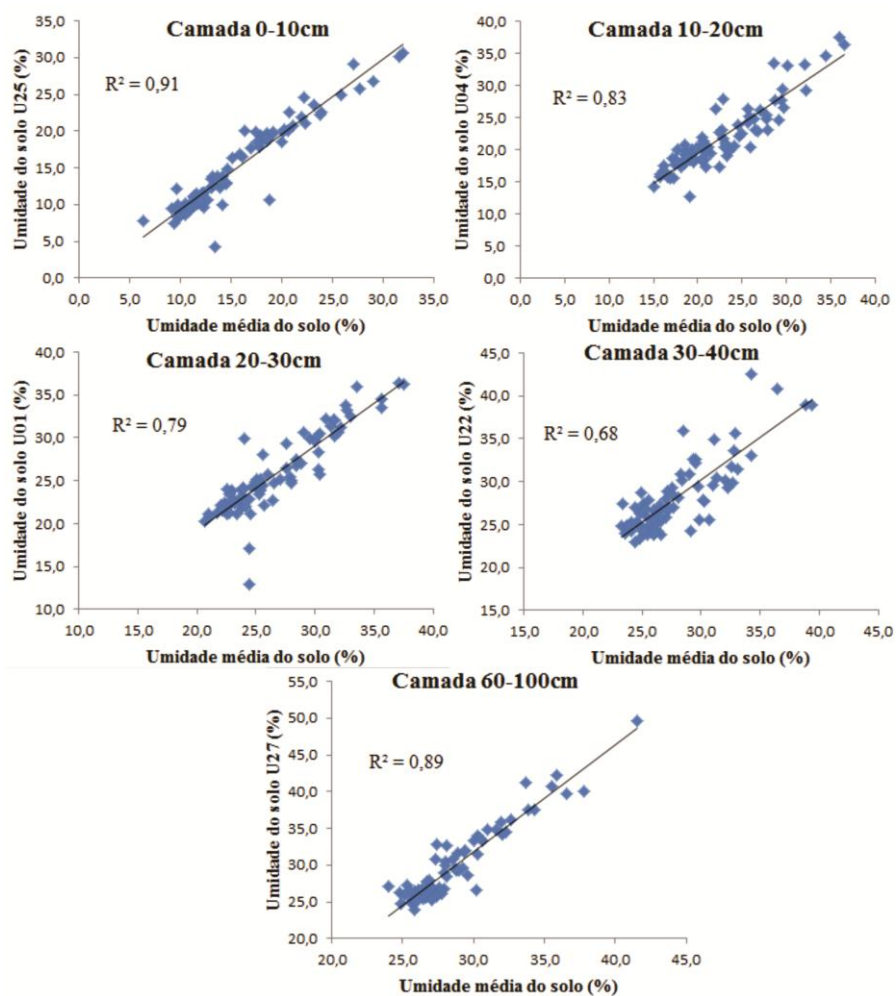 Camada 0-10cm
R² = 0,91
Umidade do solo U25 (%)
35,0
30,0
25,0
20,0
15,0
10,0
5,0
0,0
0,0 5,0 10,0 15,0 20,0 25,0 30,0 35,0
Umidade média do solo (%)
Camada 10-20cm
R² = 0,83
Umidade do solo U04 (%)
40,0
35,0
30,0
25,0
20,0
15,0
10,0
5,0
0,0
0,0 5,0 10,0 15,0 20,0 25,0 30,0 35,0 40,0
Umidade média do solo (%)
Camada 20-30cm
R² = 0,79
Umidade do solo U01 (%)
40,0
35,0
30,0
25,0
20,0
15,0
10,0
10,0 15,0 20,0 25,0 30,0 35,0 40,0
Umidade média do solo (%)
Camada 30-40cm
R² = 0,68
Umidade do solo U22 (%)
45,0
40,0
35,0
30,0
25,0
20,0
15,0
15,0 20,0 25,0 30,0 35,0 40,0 45,0
Umidade média do solo (%)
Camada 60-100cm
R² = 0,89
Umidade do solo U27 (%)
55,0
50,0
45,0
40,0
35,0
30,0
25,0
20,0
20,0 25,0 30,0 35,0 40,0 45,0
Umidade média do solo (%)